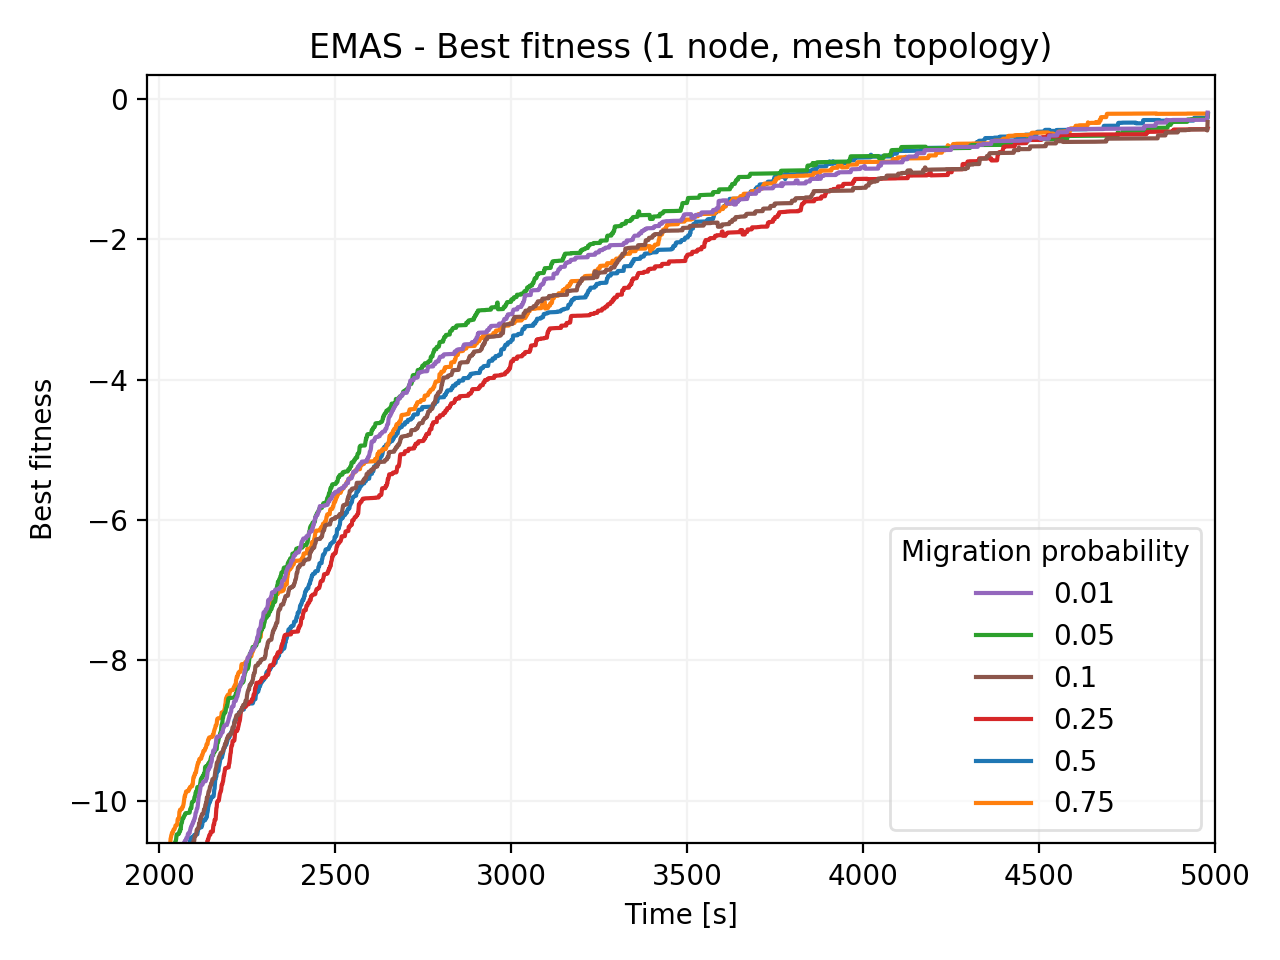 EMAS - Best fitness (1 node, mesh topology)
Best fitness
0
−2
−4
−6
−8
−10
Migration probability
0.01
0.05
0.1
0.25
0.5
0.75
2000 2500 3000 3500 4000 4500 5000
Time [s]